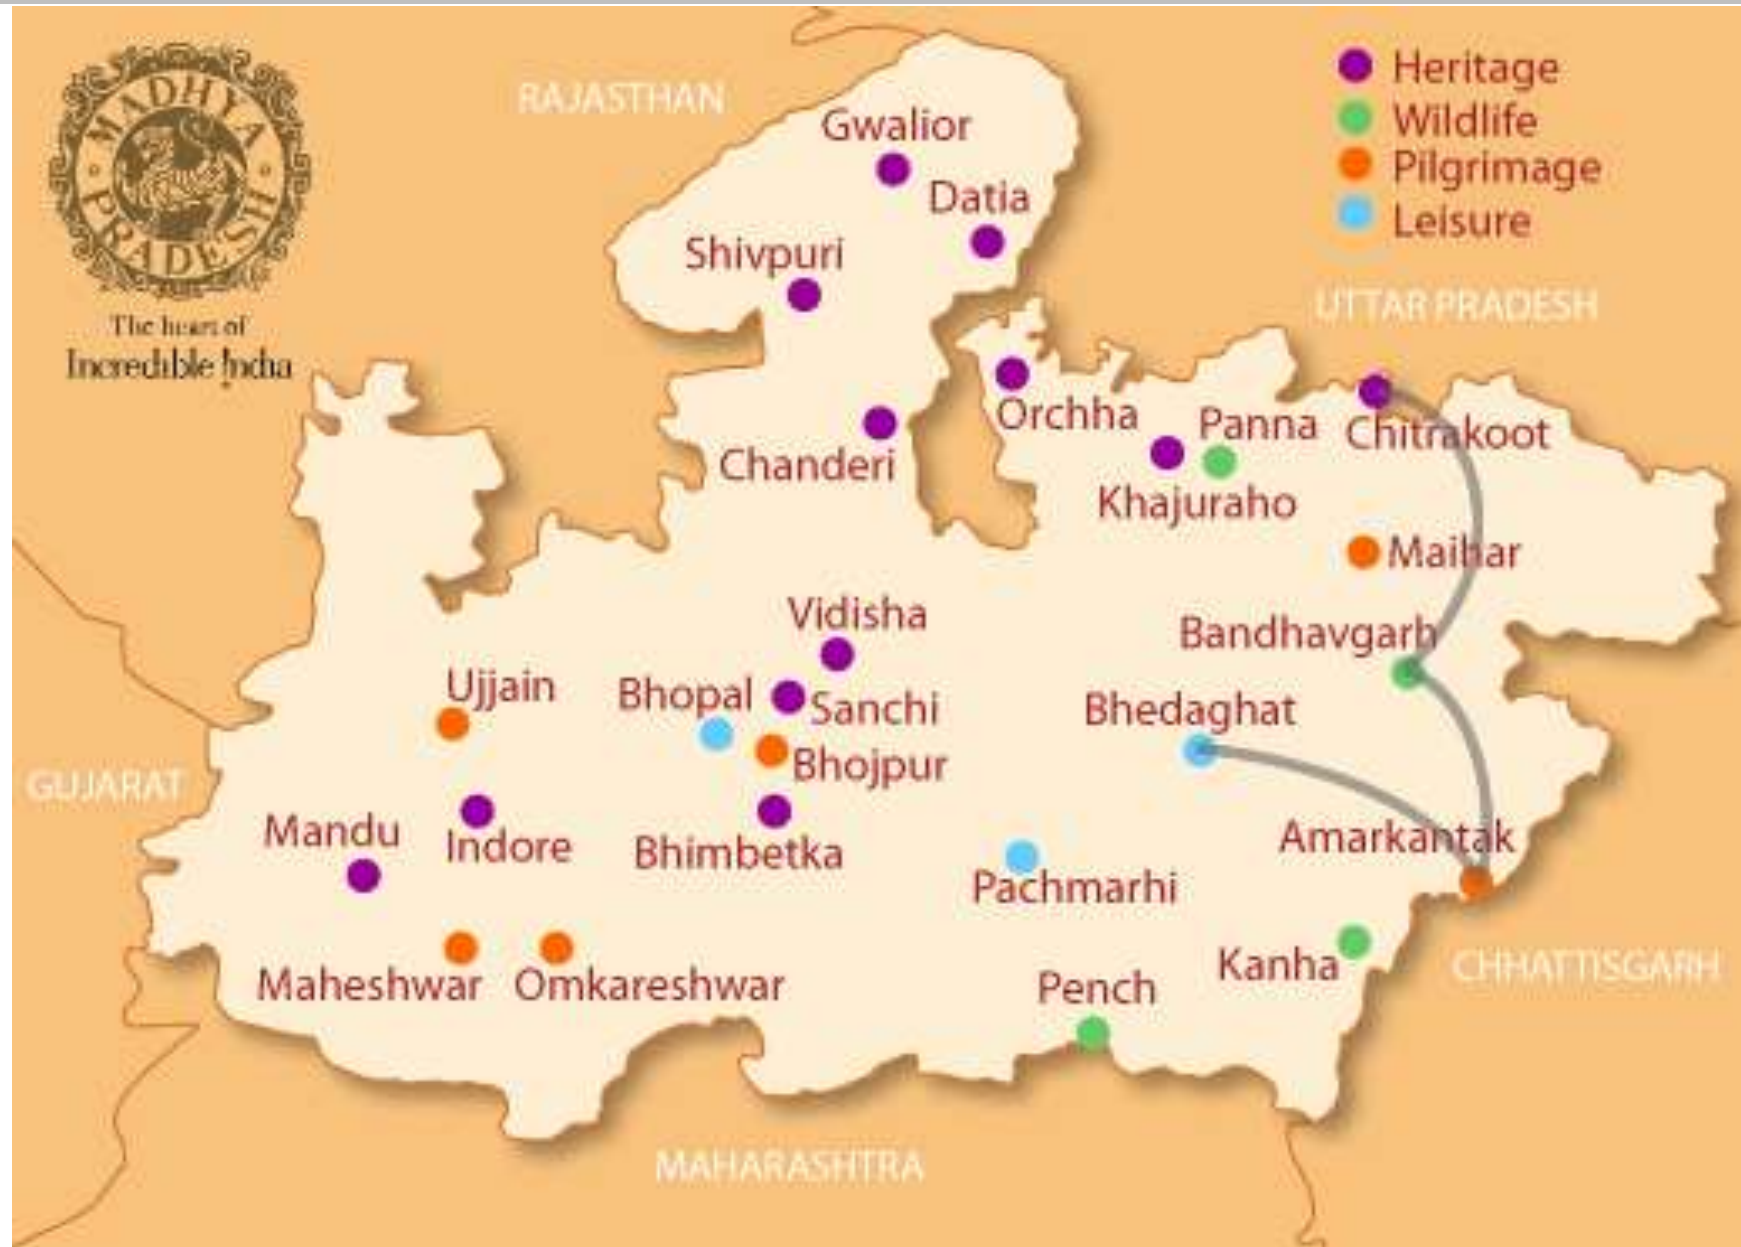 MADHYA
PRADESH
The heart of
Incredible !ndia
RAJASTHAN
Heritage
Wildlife
Pilgrimage
Leisure
UTTAR PRADESH
Gwalior
Datia
Shivpuri
Orchha
Panna
Chitrakoot
Chanderi
Khajuraho
Maihar
Vidisha
Bandhavgarh
Ujjain
Bhopal
Sanchi
Bhedaghat
Bhojpur
GUJARAT
Mandu
Indore
Bhimbetka
Amarkantak
Pachmarhi
Maheshwar
Omkareshwar
Pench
Kanha
CHHATTISGARH
MAHARASHTRA